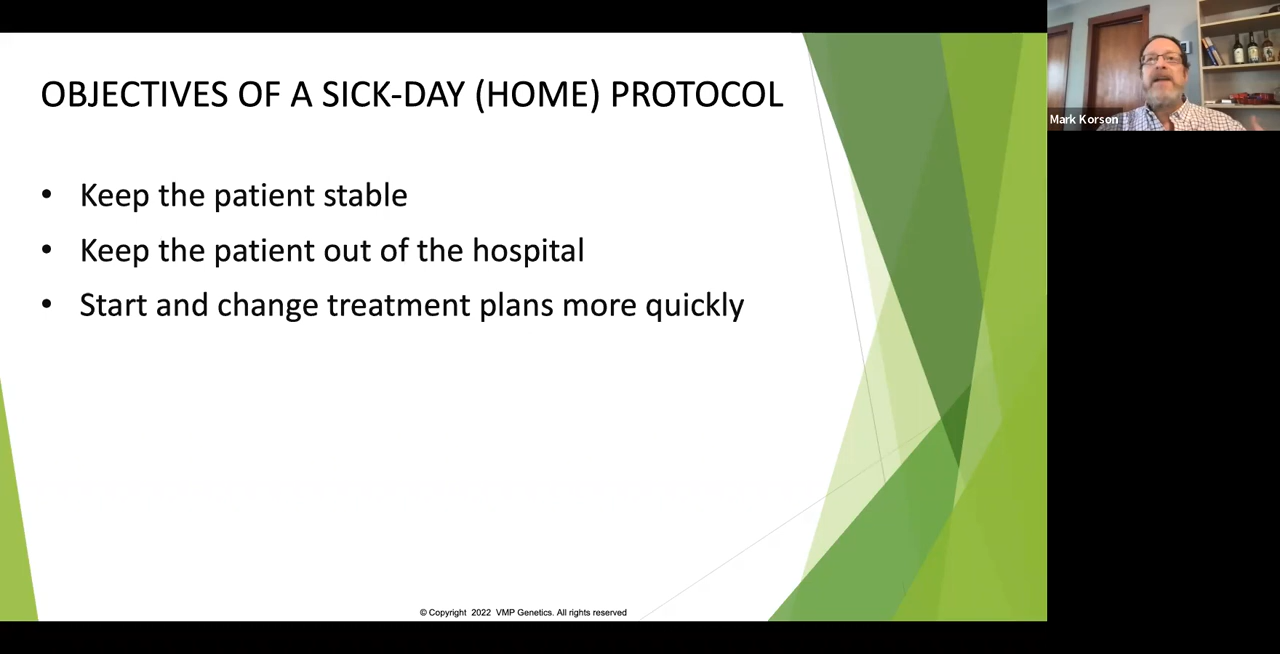 OBJECTIVES OF A SICK-DAY (HOME) PROTOCOL
• Keep the patient stable
• Keep the patient out of the hospital
• Start and change treatment plans more quickly
© Copyright 2022 VMP Genetics. All rights reserved
Mark Korson